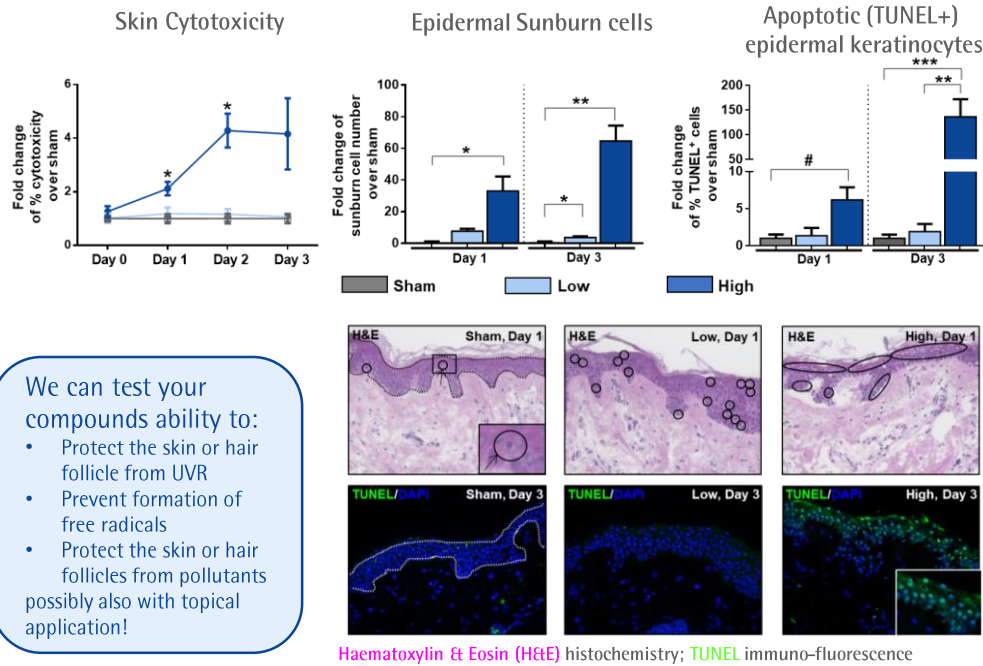 Skin Cytotoxicity
Epidermal Sunburn cells
Apoptotic (TUNEL+)
epidermal keratinocytes
Fold change
of % cytotoxicity
over sham
6
4
2
0
*
*
Day 0
Day 1
Day 2
Day 3
Fold change of
sunburn cell number
over sham
100
80
60
40
20
0
*
*
**
Day 1
Day 3
Fold change
of % TUNEL+ cells
over sham
200
150
100
50
10
5
0
#
***
**
Day 1
Day 3
Sham
Low
High
H&E
Sham, Day 1
H&E
Low, Day 1
H&E
High, Day 1
TUNEL/DAPI
Sham, Day 3
TUNEL/DAPI
Low, Day 3
TUNEL/DAPI
High, Day 3
We can test your
compounds ability to:
• Protect the skin or hair
follicle from UVR
• Prevent formation of
free radicals
• Protect the skin or hair
follicles from pollutants
possibly also with topical
application!
Haematoxylin & Eosin (H&E) histochemistry; TUNEL immuno-fluorescence